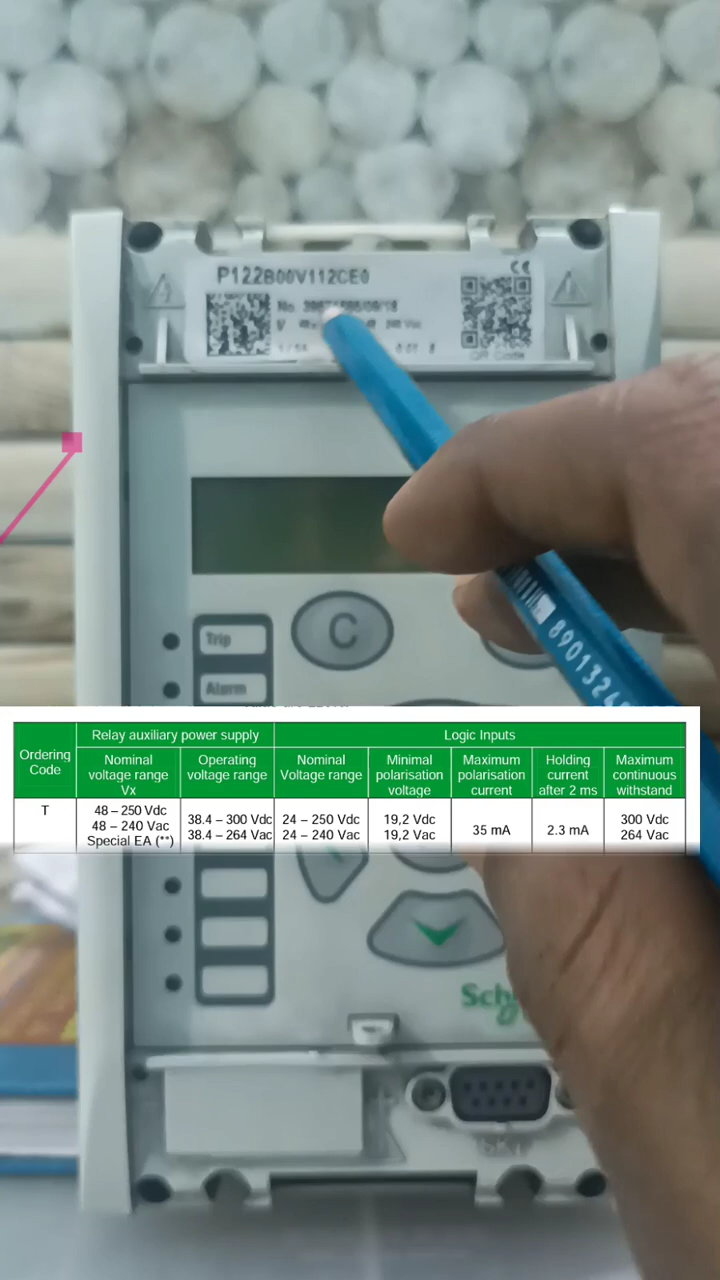 P122B00V112CE0
CE
No.
QR Code
Trip
C
Alarm
8901324
Relay auxiliary power supply
Logic Inputs
Ordering Code
Nominal voltage range Vx
Operating voltage range
Nominal Voltage range
Minimal polarisation voltage
Maximum polarisation current
Holding current after 2 ms
Maximum continuous withstand
T
48 – 250 Vdc
48 – 240 Vac
Special EA (**)
38.4 – 300 Vdc
38.4 – 264 Vac
24 – 250 Vdc
24 – 240 Vac
19,2 Vdc
19,2 Vac
35 mA
2.3 mA
300 Vdc
264 Vac
Sch